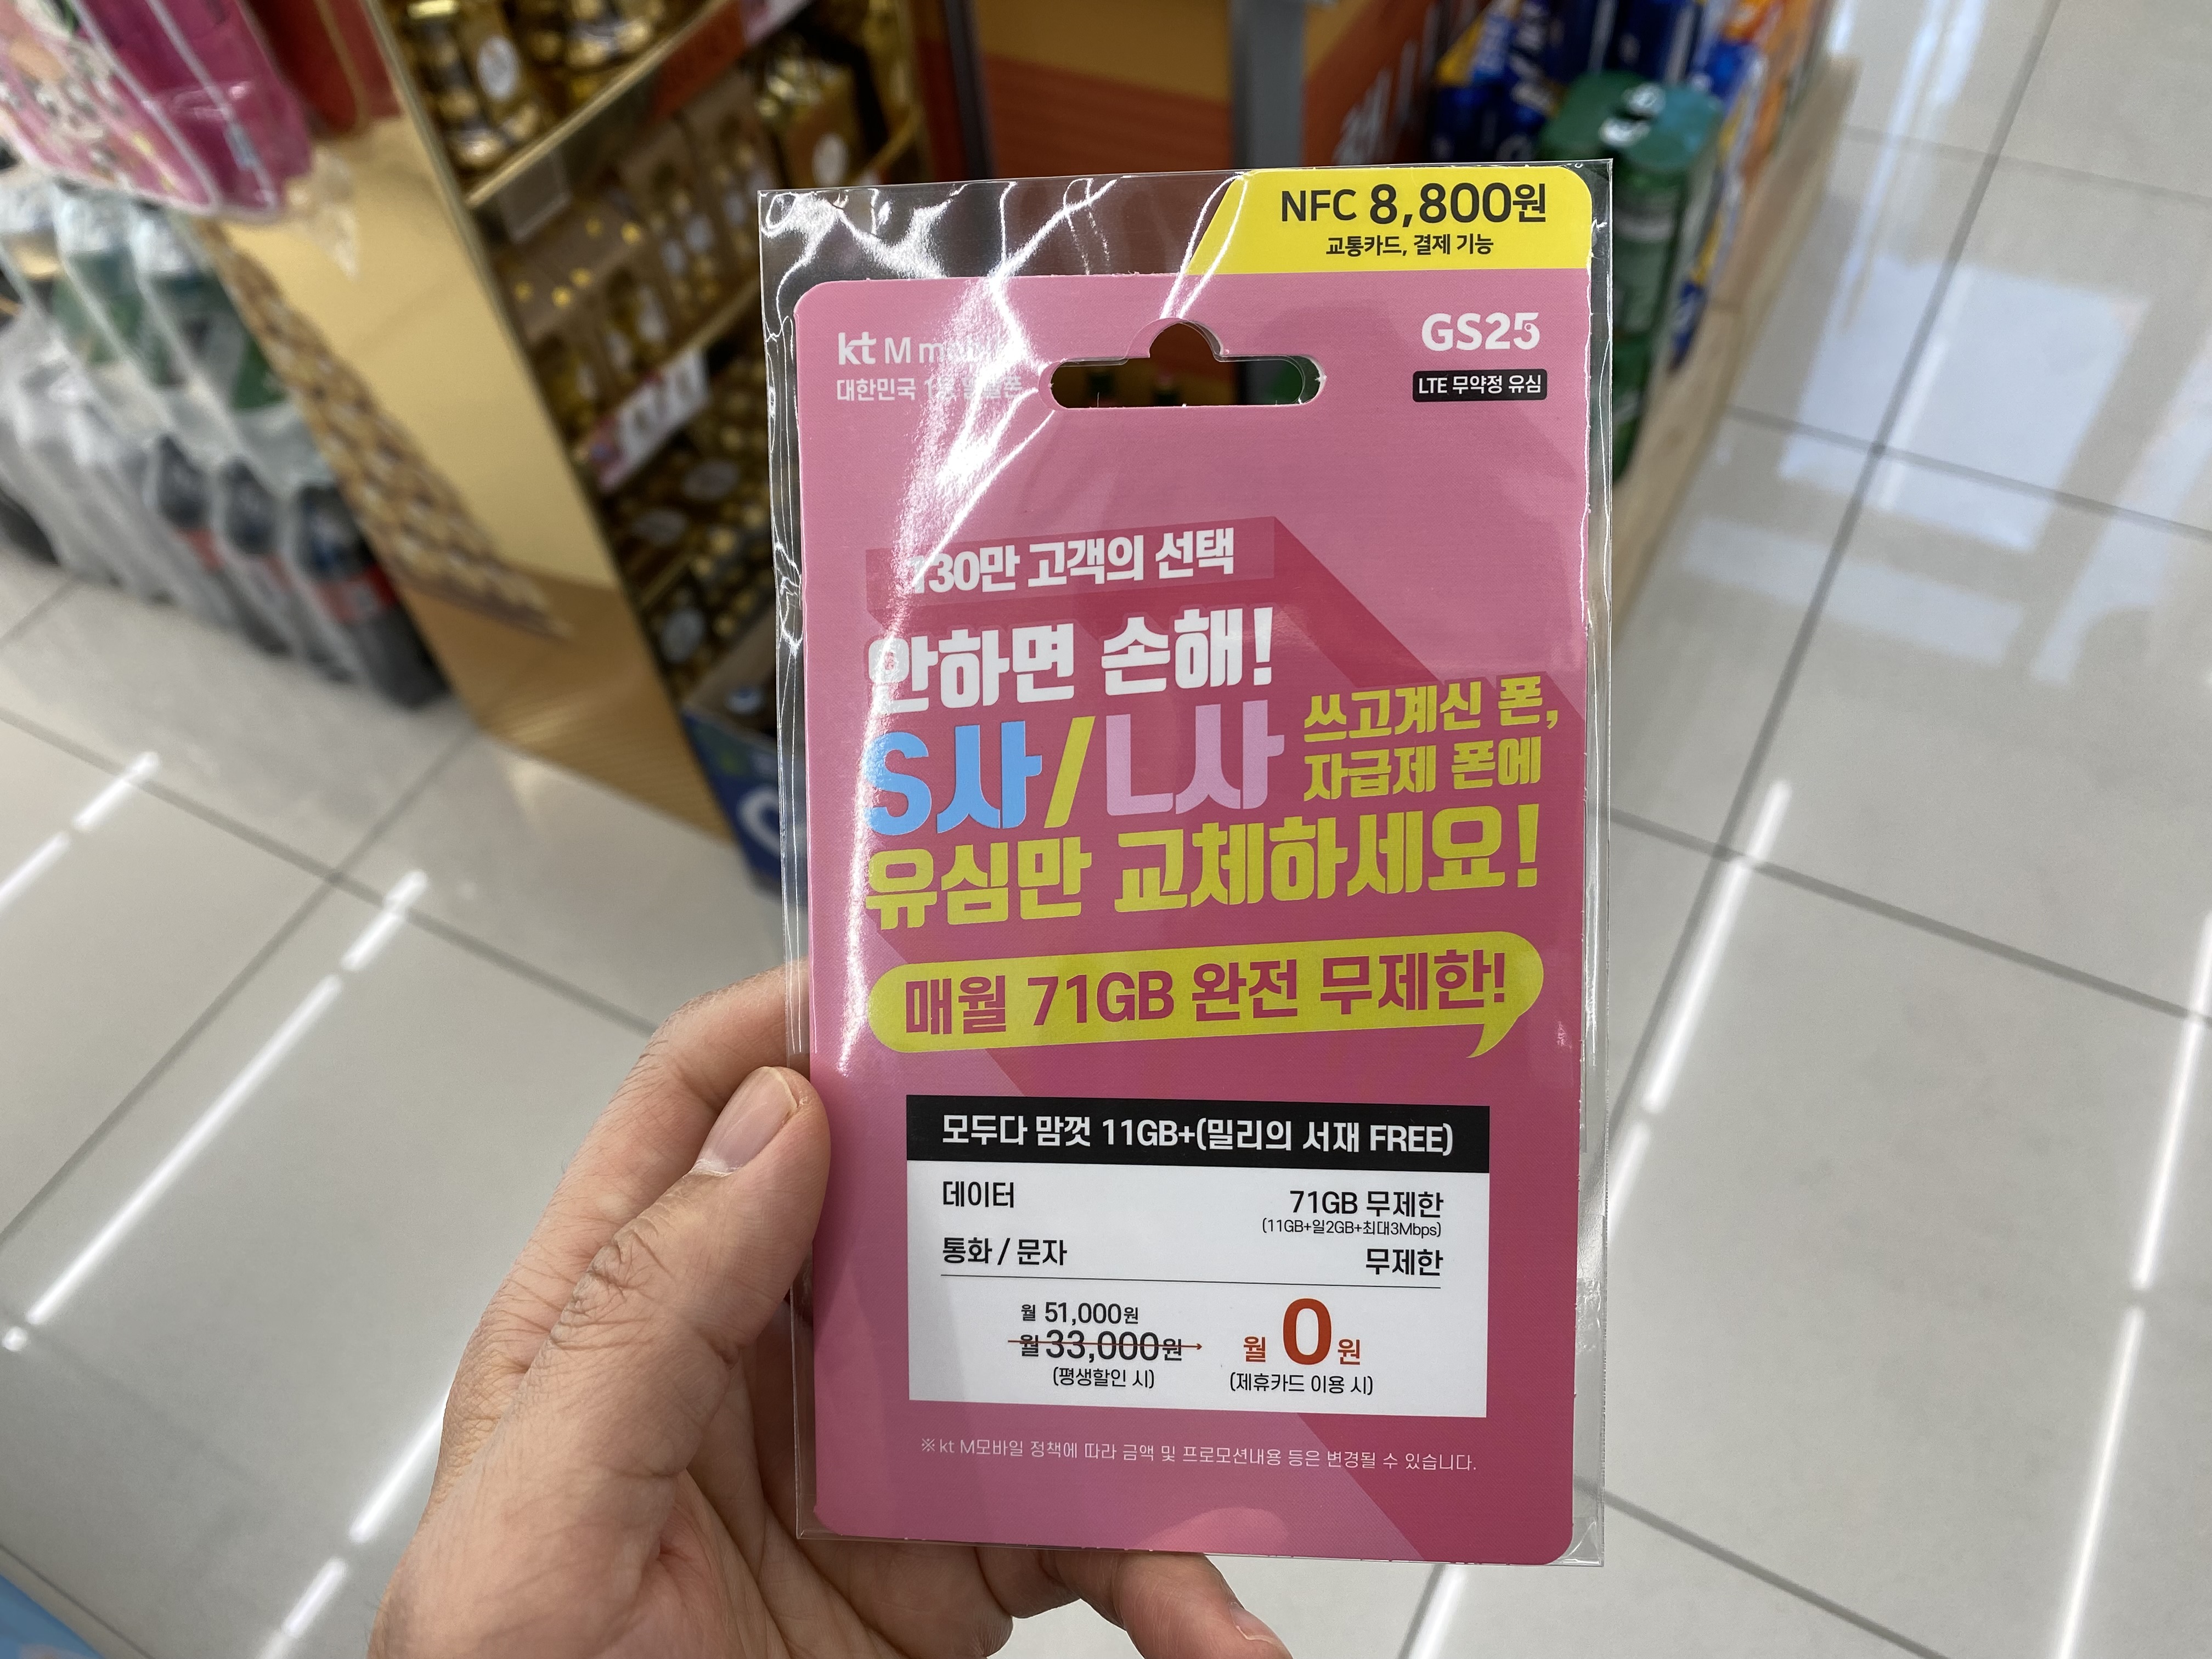 NFC 8,800원
교통카드, 결제 기능
kt M
대한민국
GS25
LTE 무약정 유심
130만 고객의 선택
안하면 손해!
S사/L사 쓰고계신 폰,
자급제 폰에
유심만 교체하세요!
매월 71GB 완전 무제한!
모두다 맘껏 11GB+(밀리의 서재 FREE)
데이터 71GB 무제한
(11GB+일2GB+최대3Mbps)
통화 / 문자 무제한
월 51,000원
월 33,000원 월 0원
(평생할인 시) (제휴카드 이용 시)
※ kt M모바일 정책에 따라 금액 및 프로모션내용 등은 변경될 수 있습니다.